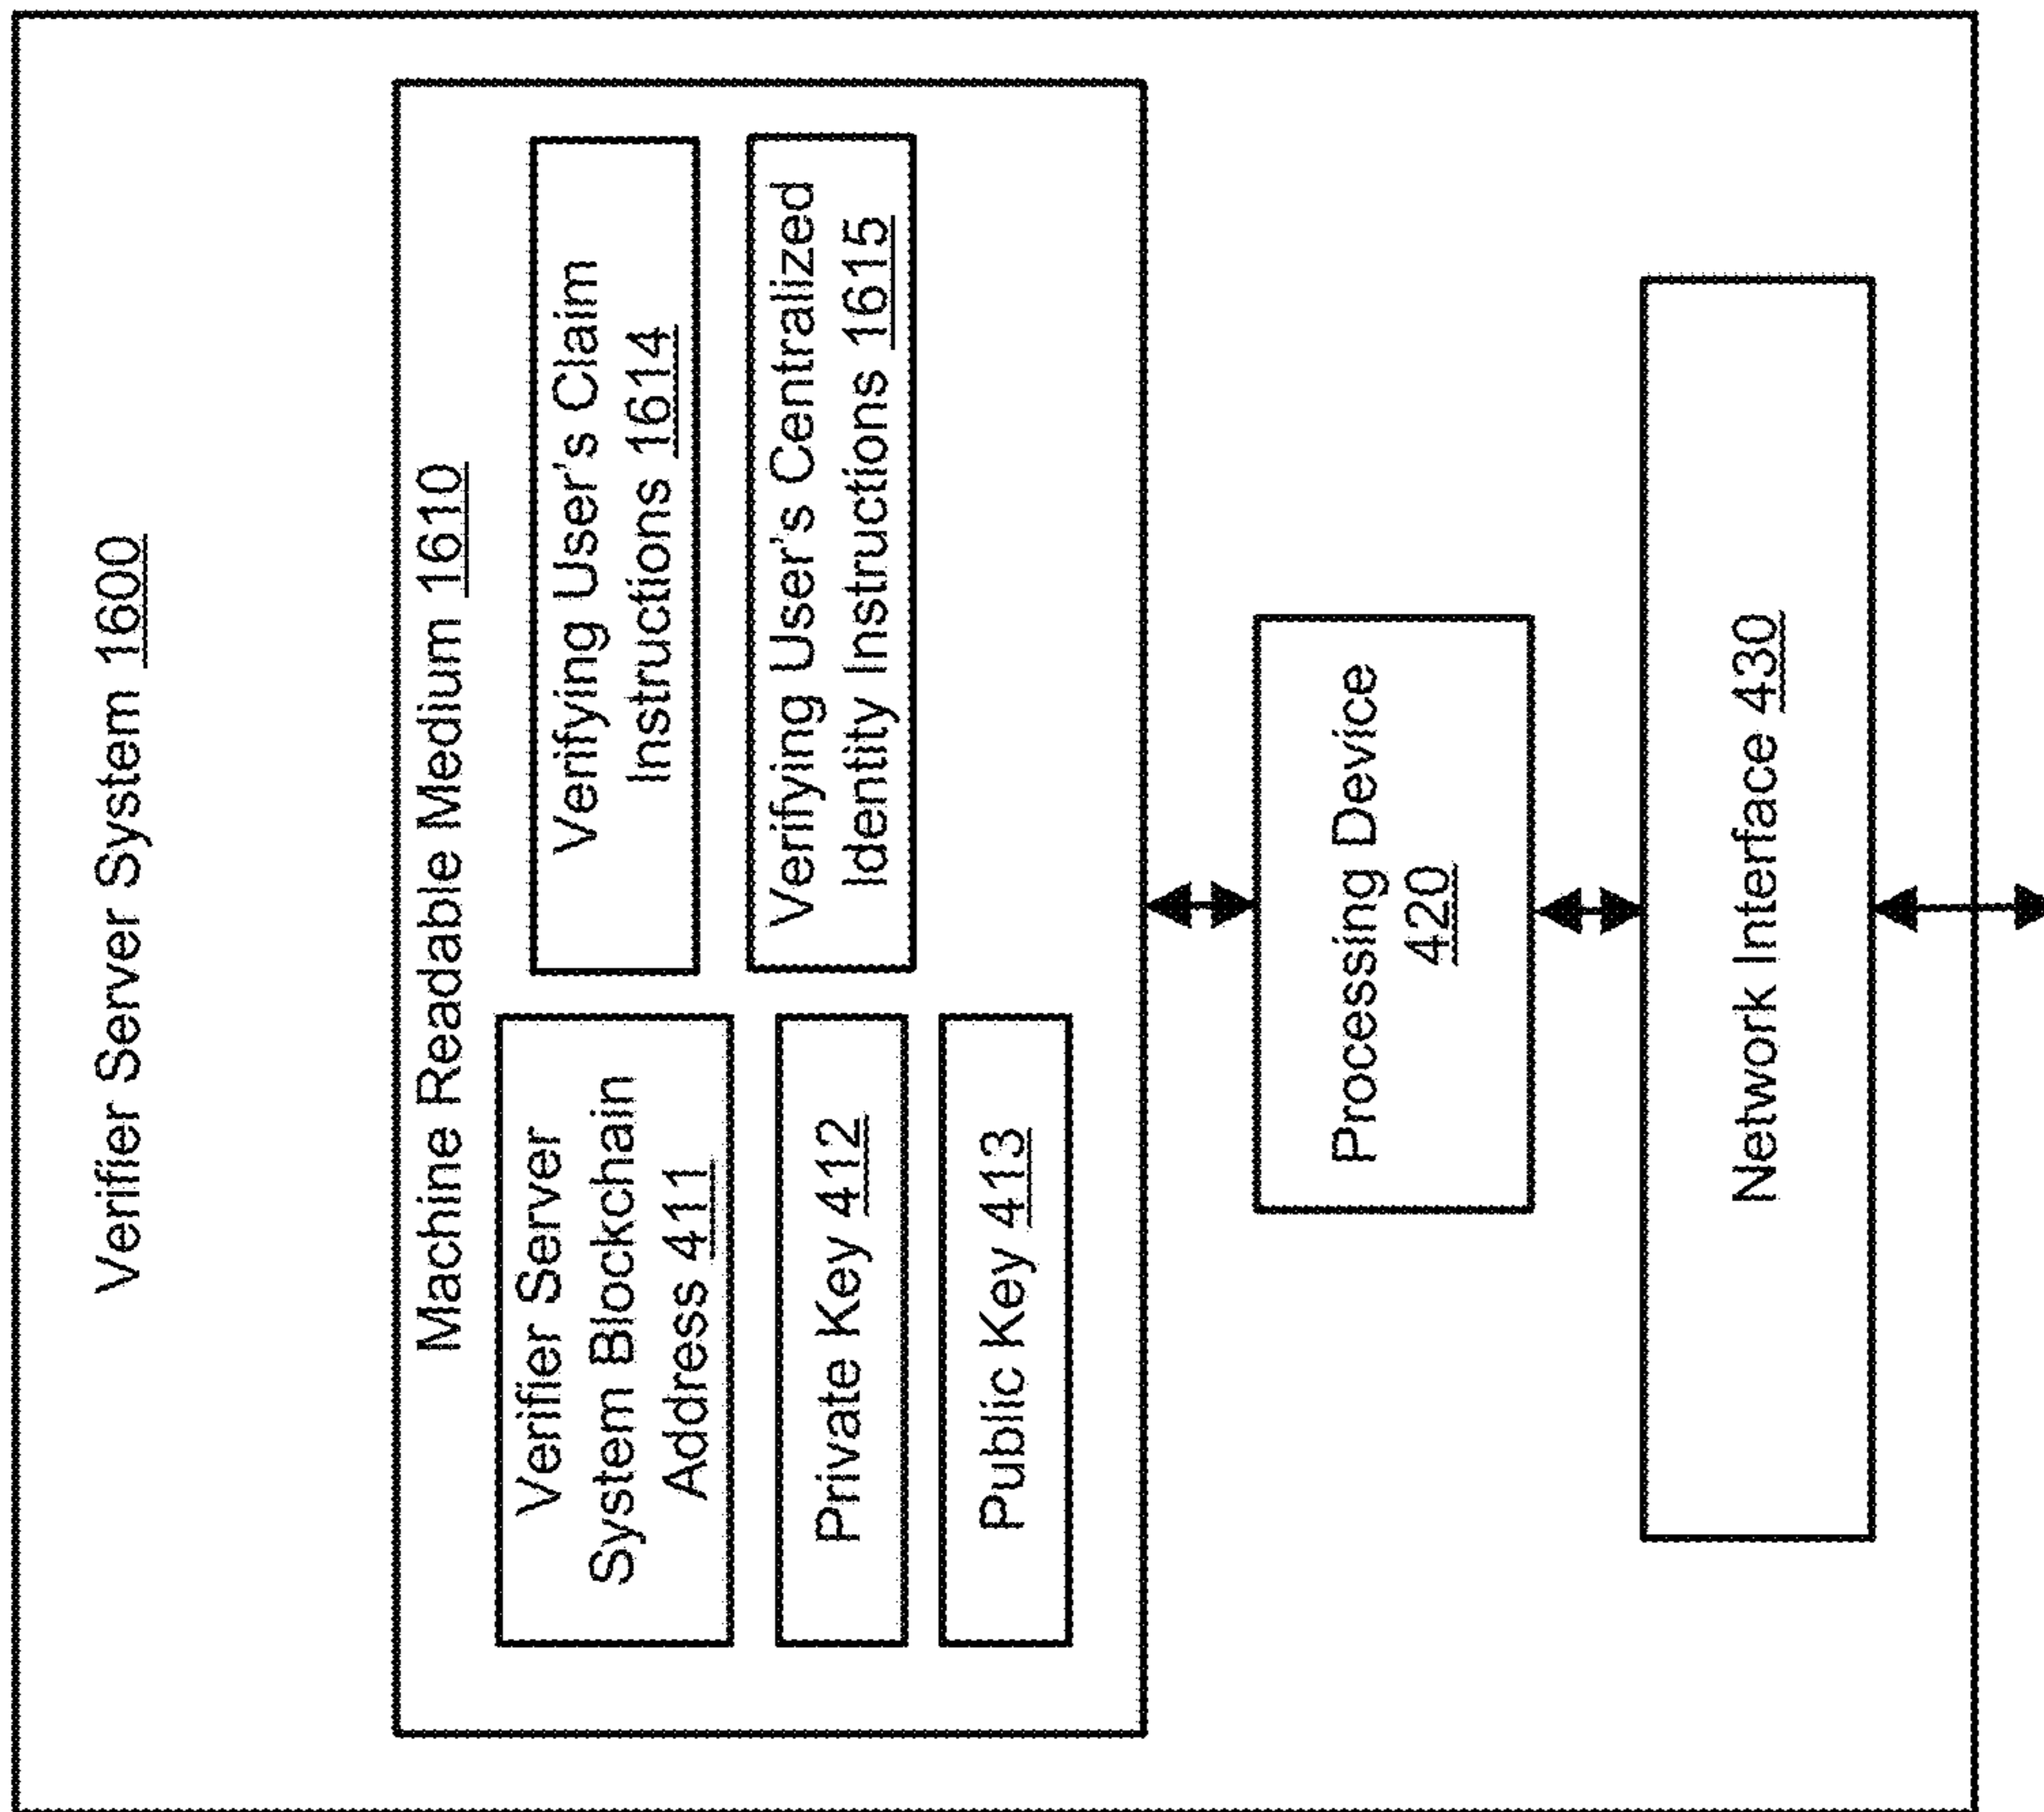 Verifier Server System 1600
Machine Readable Medium 1610
Verifier Server
System Blockchain
Address 411
Private Key 412
Public Key 413
Verifying User's Claim
Instructions 1614
Verifying User's Centralized
Identity Instructions 1615
Processing Device
420
Network Interface 430